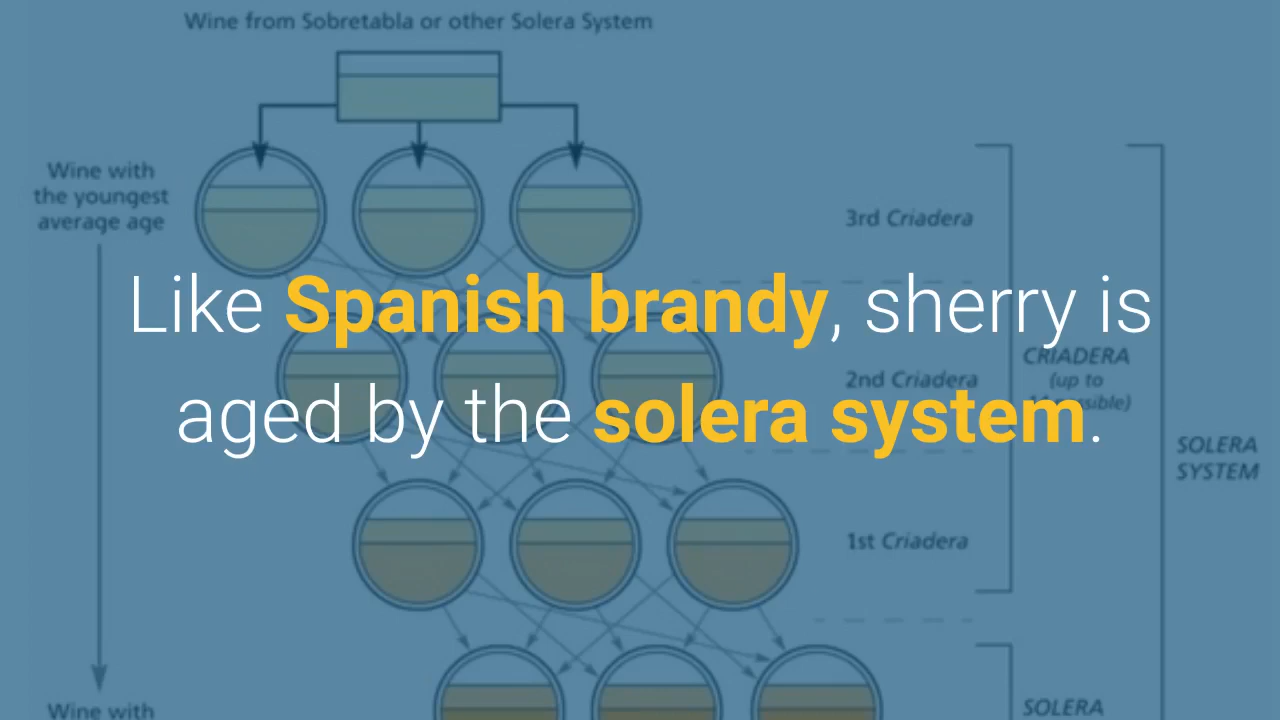 Wine from Sobretabla or other Solera System
Wine with
the youngest
average age
3rd Criadera
Like Spanish brandy, sherry is
aged by the solera system.
2nd Criadera
CRIADERA
(up to
possible)
SOLERA
SYSTEM
1st Criadera
SOLERA
Wine with